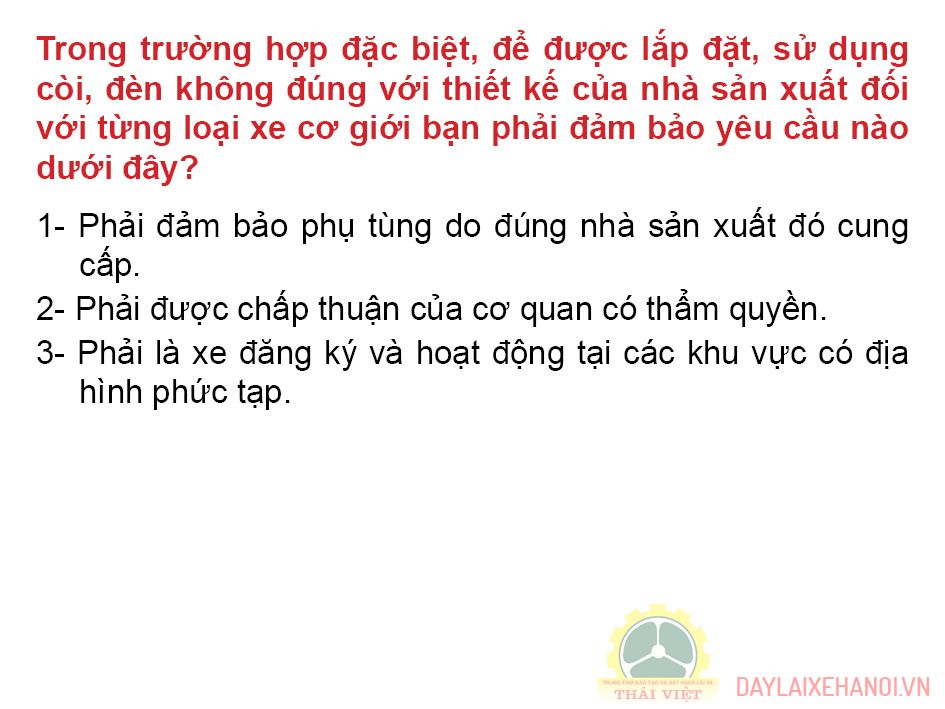 Trong trường hợp đặc biệt, để được lắp đặt, sử dụng
còi, đèn không đúng với thiết kế của nhà sản xuất đối
với từng loại xe cơ giới bạn phải đảm bảo yêu cầu nào
dưới đây?
1- Phải đảm bảo phụ tùng do đúng nhà sản xuất đó cung
cấp.
2- Phải được chấp thuận của cơ quan có thẩm quyền.
3- Phải là xe đăng ký và hoạt động tại các khu vực có địa
hình phức tạp.
TRUNG TÂM ĐÀO TẠO VÀ SÁT HẠCH LÁI XE
THÁI VIỆT
DAYLAIXEHANOI.VN